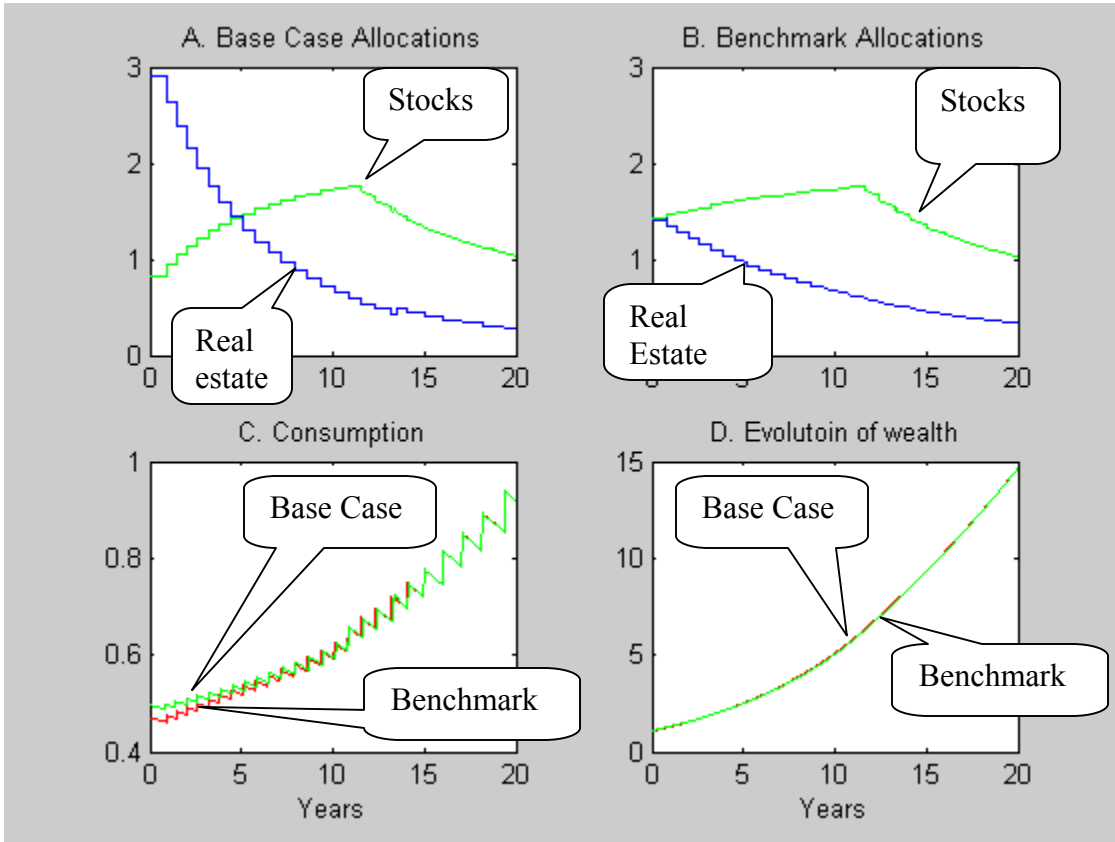 A. Base Case Allocations
3
2
1
0
0
5
10
15
20
Stocks
Real
estate
B. Benchmark Allocations
3
2
1
0
0
5
10
15
20
Stocks
Real
Estate
C. Consumption
1
0.8
0.6
0.4
0
5
10
15
20
Years
Base Case
Benchmark
D. Evolutoin of wealth
15
10
5
0
0
5
10
15
20
Years
Base Case
Benchmark